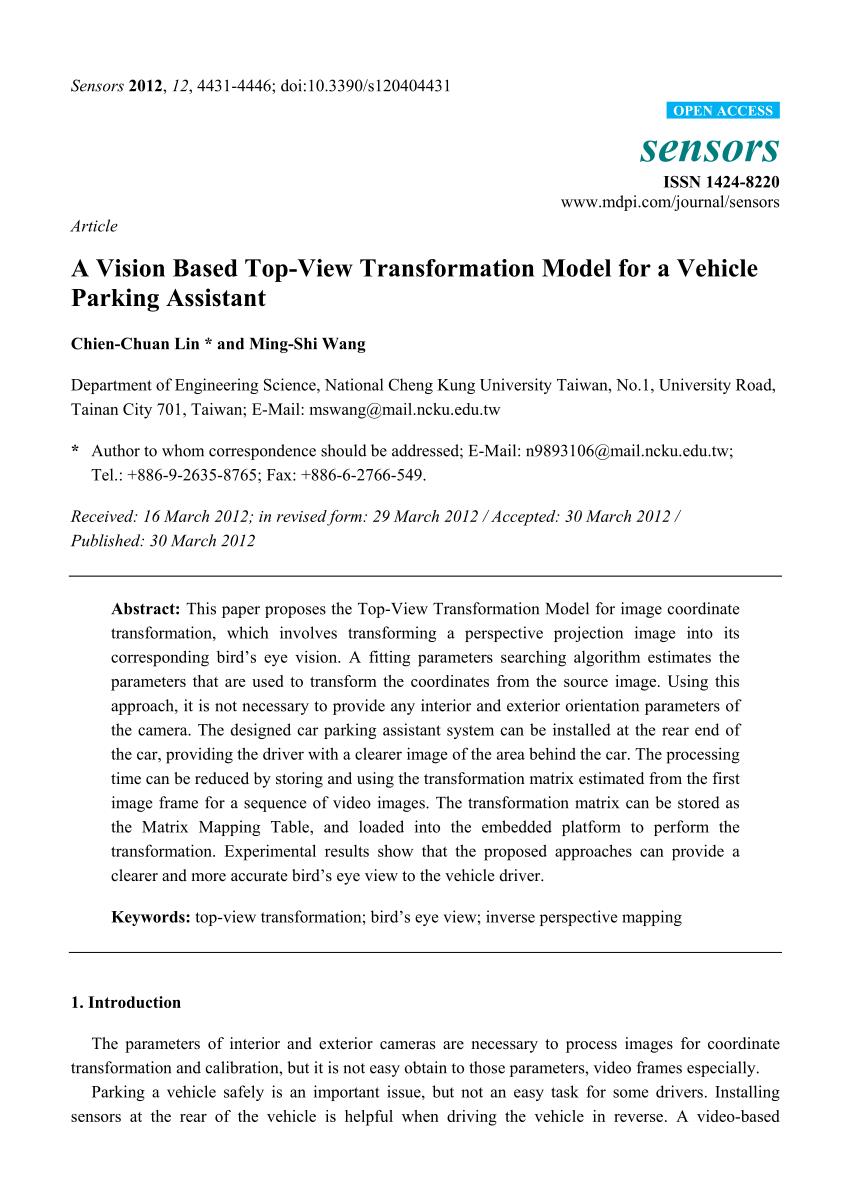 Sensors 2012, 12, 4431-4446; doi:10.3390/s120404431
OPEN ACCESS
sensors
ISSN 1424-8220
www.mdpi.com/journal/sensors
Article
A Vision Based Top-View Transformation Model for a Vehicle
Parking Assistant
Chien-Chuan Lin * and Ming-Shi Wang
Department of Engineering Science, National Cheng Kung University Taiwan, No.1, University Road,
Tainan City 701, Taiwan; E-Mail: mswang@mail.ncku.edu.tw
* Author to whom correspondence should be addressed; E-Mail: n9893106@mail.ncku.edu.tw;
Tel.: +886-9-2635-8765; Fax: +886-6-2766-549.
Received: 16 March 2012; in revised form: 29 March 2012 / Accepted: 30 March 2012 /
Published: 30 March 2012
Abstract: This paper proposes the Top-View Transformation Model for image coordinate
transformation, which involves transforming a perspective projection image into its
corresponding bird's eye vision. A fitting parameters searching algorithm estimates the
parameters that are used to transform the coordinates from the source image. Using this
approach, it is not necessary to provide any interior and exterior orientation parameters of
the camera. The designed car parking assistant system can be installed at the rear end of
the car, providing the driver with a clearer image of the area behind the car. The processing
time can be reduced by storing and using the transformation matrix estimated from the first
image frame for a sequence of video images. The transformation matrix can be stored as
the Matrix Mapping Table, and loaded into the embedded platform to perform the
transformation. Experimental results show that the proposed approaches can provide a
clearer and more accurate bird's eye view to the vehicle driver.
Keywords: top-view transformation; bird's eye view; inverse perspective mapping
1. Introduction
The parameters of interior and exterior cameras are necessary to process images for coordinate
transformation and calibration, but it is not easy obtain to those parameters, video frames especially.
Parking a vehicle safely is an important issue, but not an easy task for some drivers. Installing
sensors at the rear of the vehicle is helpful when driving the vehicle in reverse. A video-based